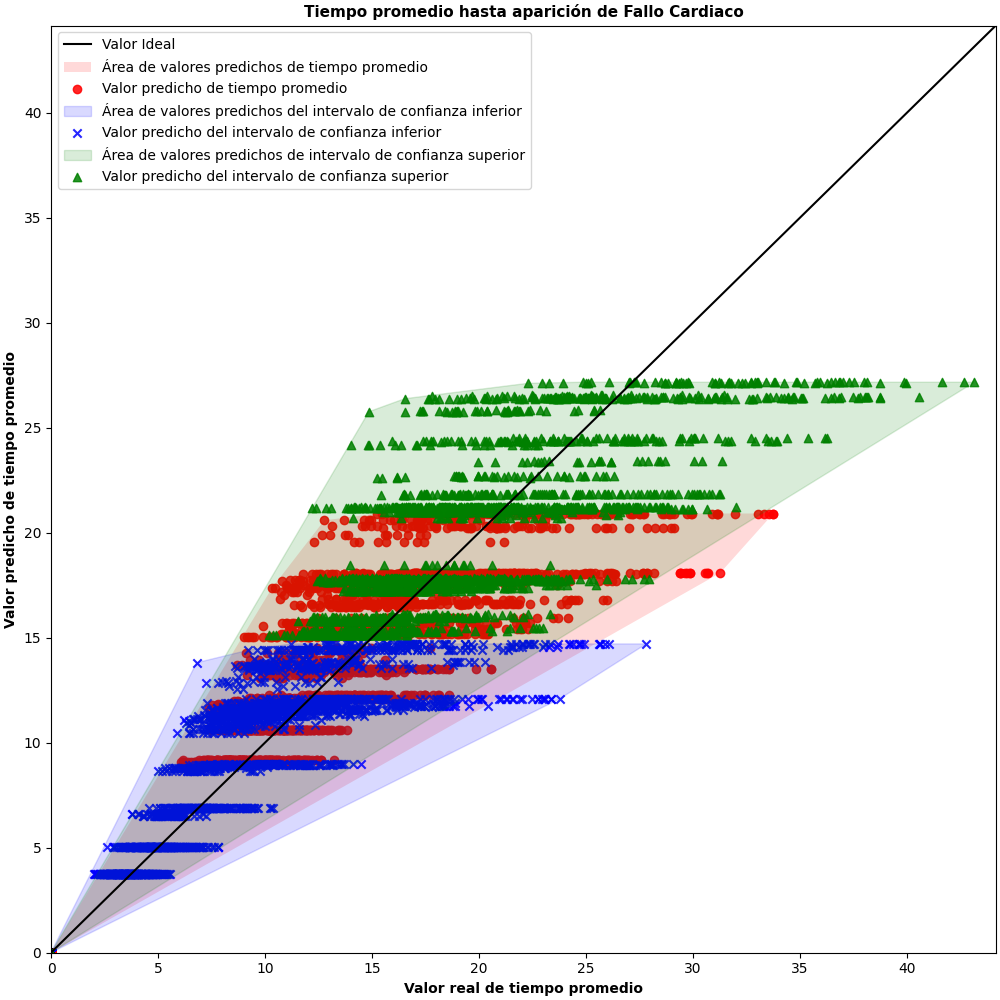 Tiempo promedio hasta aparición de Fallo Cardiaco
Valor Ideal
Área de valores predichos de tiempo promedio
Valor predicho de tiempo promedio
Área de valores predichos del intervalo de confianza inferior
Valor predicho del intervalo de confianza inferior
Área de valores predichos de intervalo de confianza superior
Valor predicho del intervalo de confianza superior
Valor predicho de tiempo promedio
40
35
30
25
20
15
10
5
0
0 5 10 15 20 25 30 35 40
Valor real de tiempo promedio